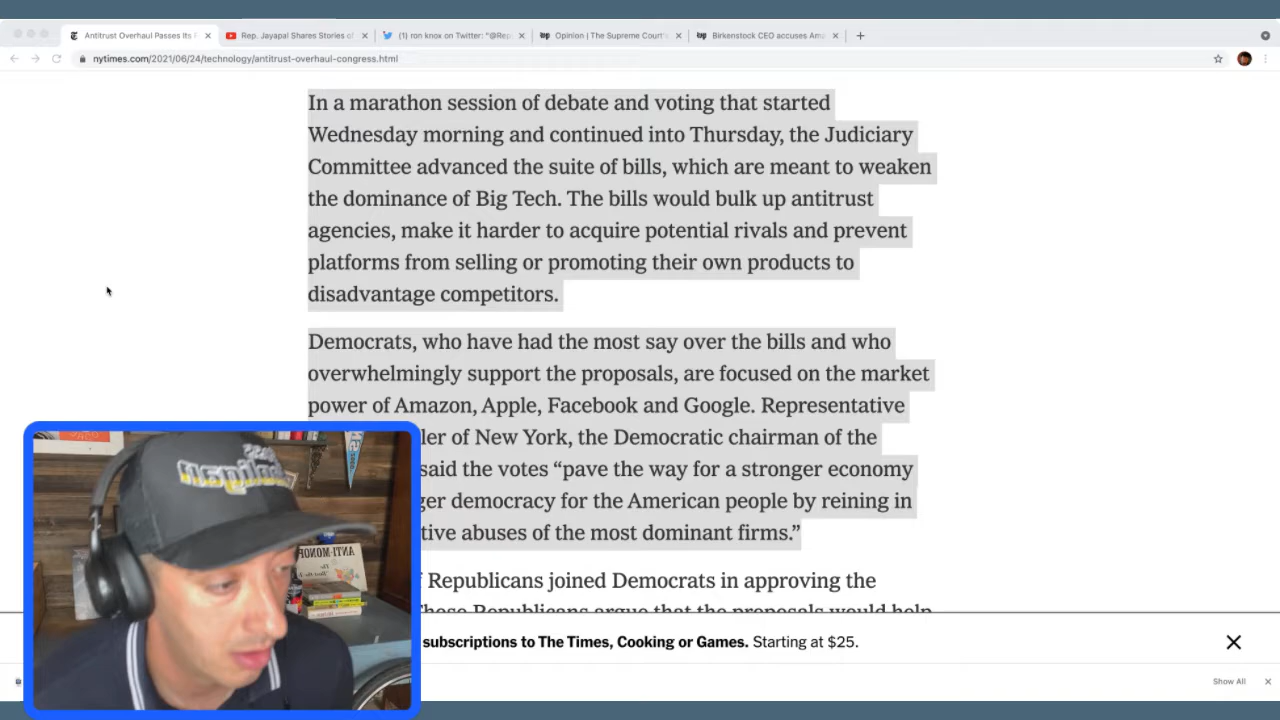 Antitrust Overhaul Passes Its
Rep. Jayapal Shares Stories of
(1) ron knox on Twitter: "@Rep
Opinion | The Supreme Court's
Birkenstock CEO accuses Ama
nytimes.com/2021/06/24/technology/antitrust-overhaul-congress.html
In a marathon session of debate and voting that started
Wednesday morning and continued into Thursday, the Judiciary
Committee advanced the suite of bills, which are meant to weaken
the dominance of Big Tech. The bills would bulk up antitrust
agencies, make it harder to acquire potential rivals and prevent
platforms from selling or promoting their own products to
disadvantage competitors.
Democrats, who have had the most say over the bills and who
overwhelmingly support the proposals, are focused on the market
power of Amazon, Apple, Facebook and Google. Representative
ler of New York, the Democratic chairman of the
said the votes “pave the way for a stronger economy
ger democracy for the American people by reining in
tive abuses of the most dominant firms.”
f Republicans joined Democrats in approving the
These Republicans argue that the proposals would help
subscriptions to The Times, Cooking or Games. Starting at $25.
Show All
ANTI-MONOP